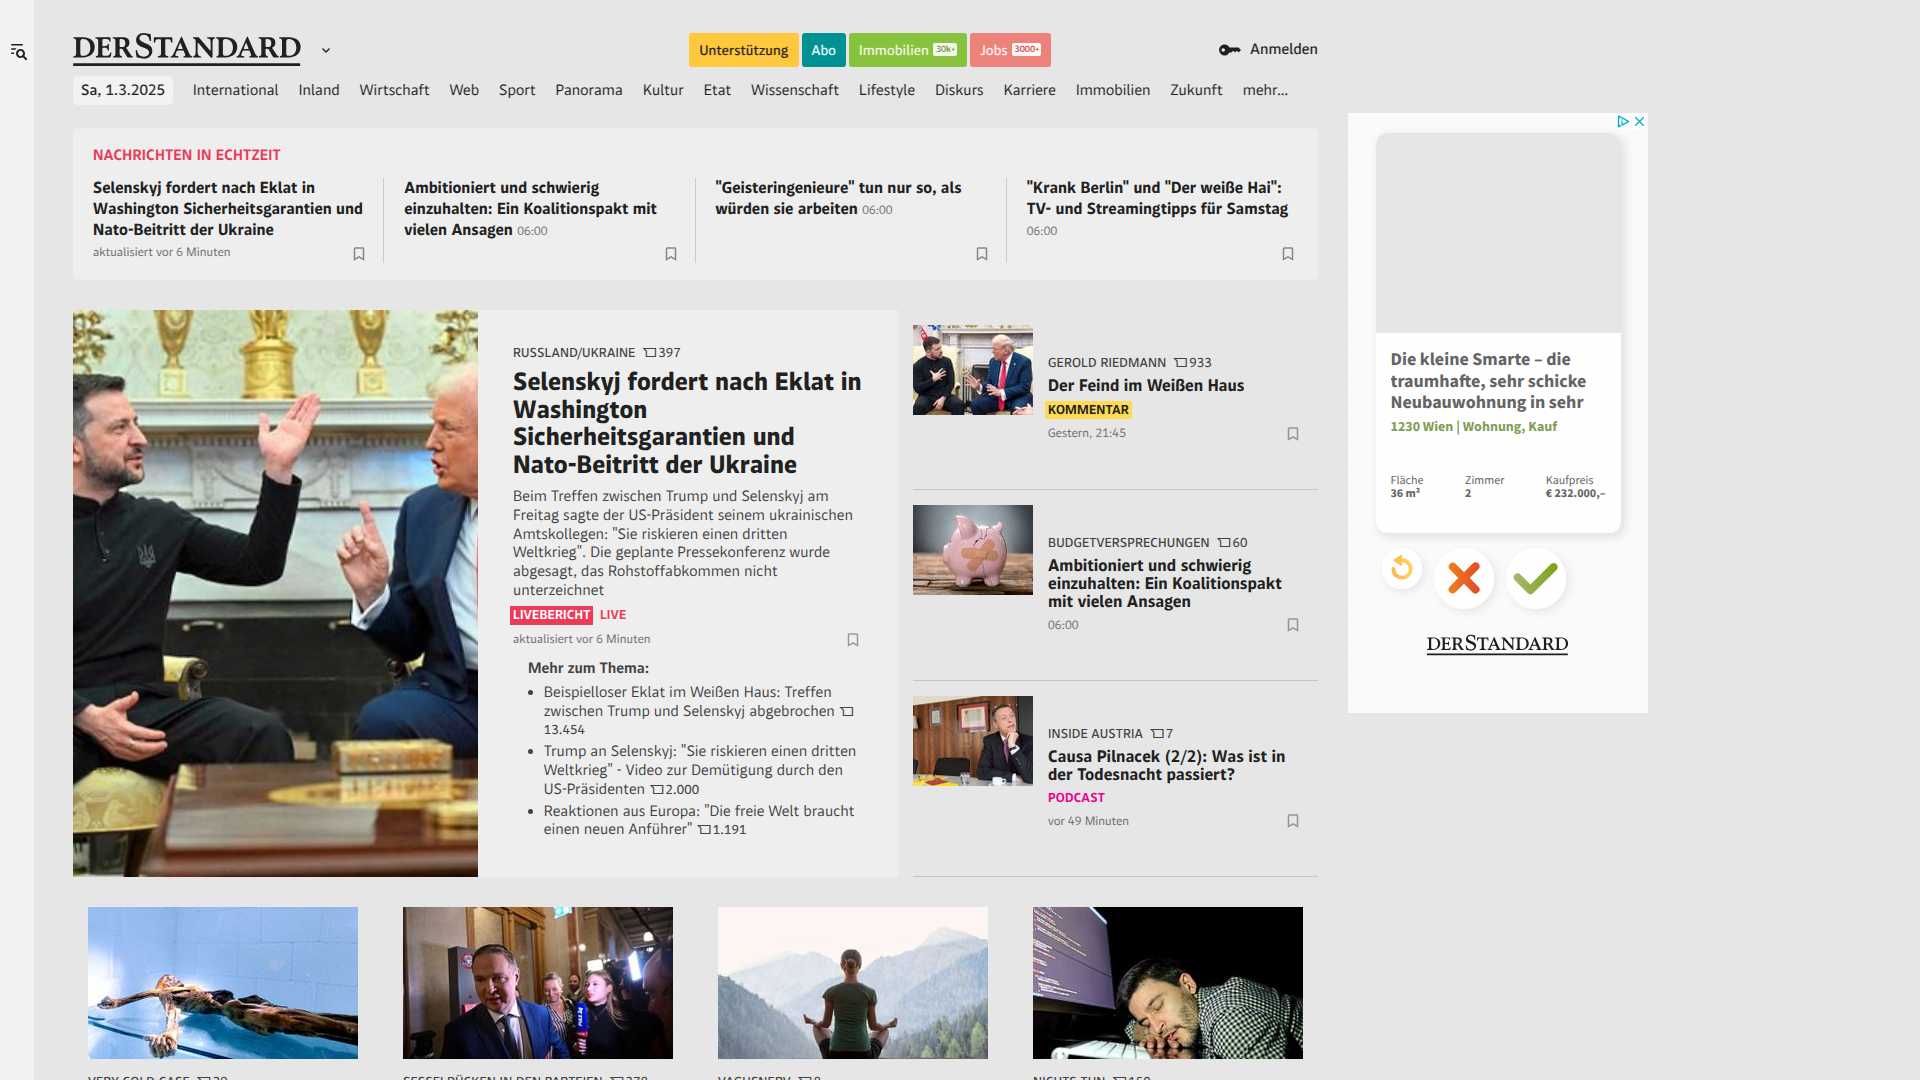 DERSTANDARD
Unterstützung
Abo
Immobilien 30k+
Jobs 3000+
Anmelden
Sa, 1.3.2025
International
Inland
Wirtschaft
Web
Sport
Panorama
Kultur
Etat
Wissenschaft
Lifestyle
Diskurs
Karriere
Immobilien
Zukunft
mehr...
NACHRICHTEN IN ECHTZEIT
Selenskyj fordert nach Eklat in
Washington Sicherheitsgarantien und
Nato-Beitritt der Ukraine
aktualisiert vor 6 Minuten
Ambitioniert und schwierig
einzuhalten: Ein Koalitionspakt mit
vielen Ansagen 06:00
"Geisteringenieure" tun nur so, als
würden sie arbeiten 06:00
"Krank Berlin" und "Der weiße Hai":
TV- und Streamingtipps für Samstag
06:00
RUSSLAND/UKRAINE 397
Selenskyj fordert nach Eklat in
Washington
Sicherheitsgarantien und
Nato-Beitritt der Ukraine
Beim Treffen zwischen Trump und Selenskyj am
Freitag sagte der US-Präsident seinem ukrainischen
Amtskollegen: "Sie riskieren einen dritten
Weltkrieg". Die geplante Pressekonferenz wurde
abgesagt, das Rohstoffabkommen nicht
unterzeichnet
LIVEBERICHT LIVE
aktualisiert vor 6 Minuten
Mehr zum Thema:
Beispielloser Eklat im Weißen Haus: Treffen
zwischen Trump und Selenskyj abgebrochen
13.454
Trump an Selenskyj: "Sie riskieren einen dritten
Weltkrieg" - Video zur Demütigung durch den
US-Präsidenten 2.000
Reaktionen aus Europa: "Die freie Welt braucht
einen neuen Anführer" 1.191
GEROLD RIEDMANN 933
Der Feind im Weißen Haus
KOMMENTAR
Gestern, 21:45
BUDGETVERSPRECHUNGEN 60
Ambitioniert und schwierig
einzuhalten: Ein Koalitionspakt
mit vielen Ansagen
06:00
INSIDE AUSTRIA 7
Causa Pilnacek (2/2): Was ist in
der Todesnacht passiert?
PODCAST
vor 49 Minuten
Die kleine Smarte – die
traumhafte, sehr schicke
Neubauwohnung in sehr
1230 Wien | Wohnung, Kauf
Fläche Zimmer Kaufpreis
36 m² 2 € 232.000,–
DERSTANDARD
VERY COLD CASE
SESSELRÜCKEN IN DEN PARTEIEN
NICHTS TUN